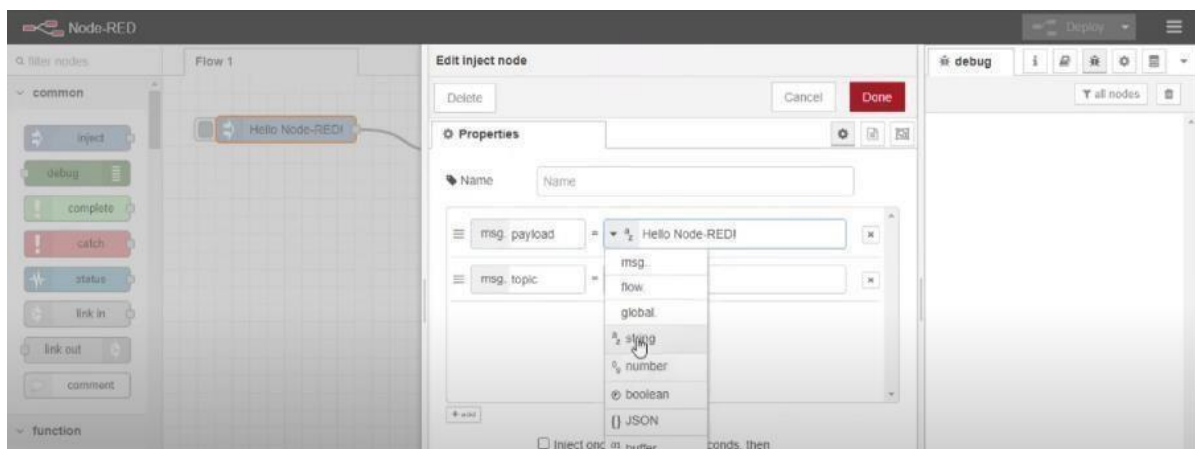 Node-RED
Deploy
filter nodes
common
inject
debug
complete
catch
status
link in
link out
comment
function
Flow 1
Hello Node-RED!
Edit inject node
Delete
Cancel
Done
Properties
Name
Name
msg. payload = Hello Node-RED!
msg. topic =
msg.
flow.
global.
string
number
boolean
{} JSON
buffer
+ add
Inject onc
conds, then
debug
all nodes